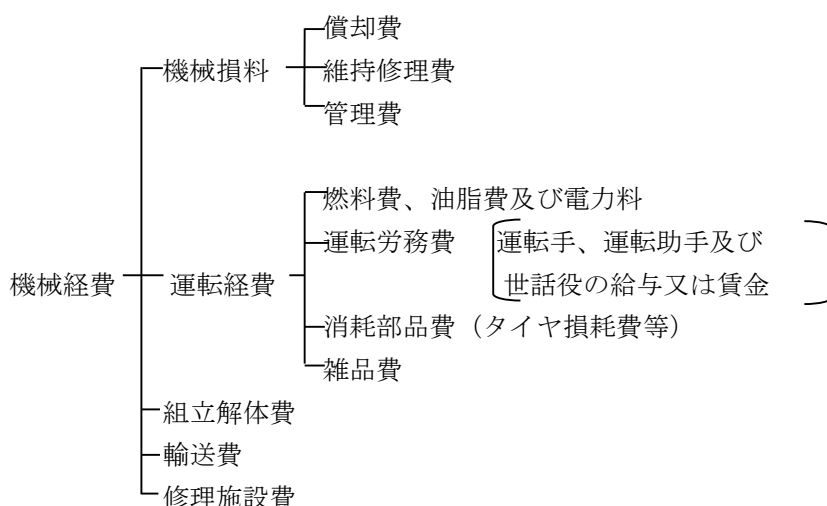 償却費
機械損料
維持修理費
管理費
燃料費、油脂費及び電力料
運転労務費 運転手、運転助手及び
機械経費 運転経費 世話役の給与又は賃金
消耗部品費（タイヤ損耗費等）
雑品費
組立解体費
輸送費
修理施設費